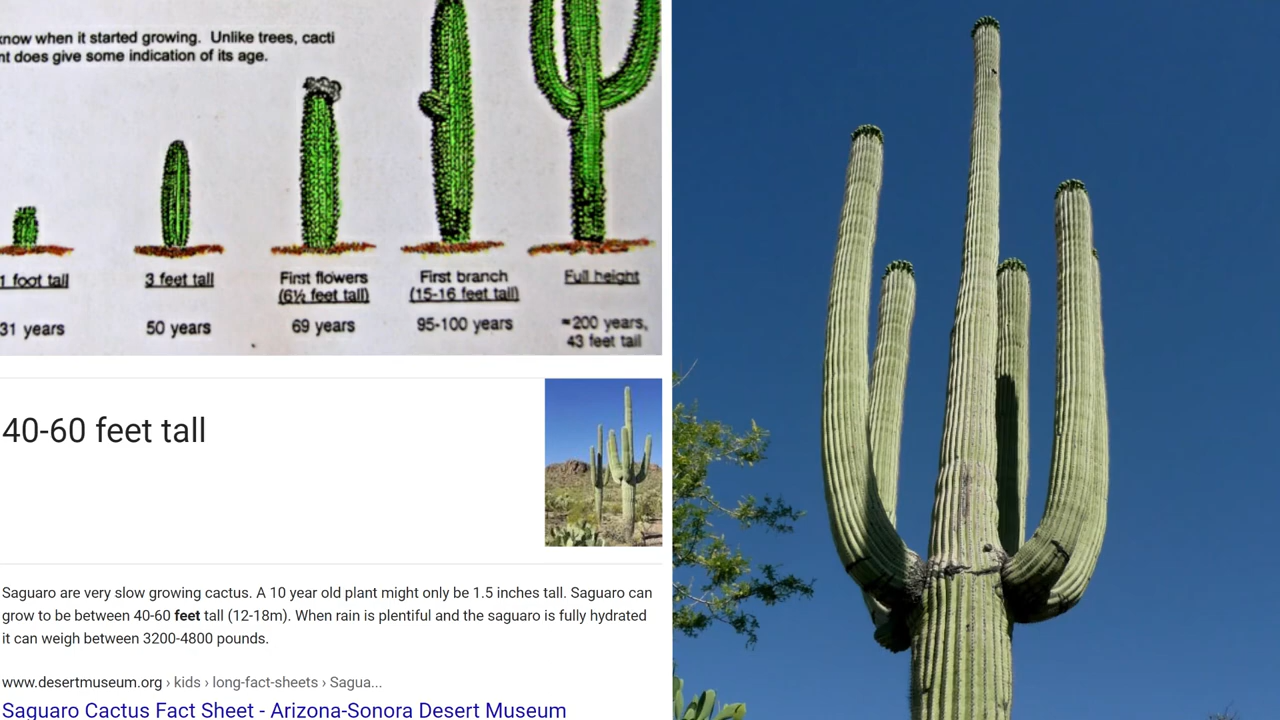 know when it started growing.  Unlike trees, cacti
nt does give some indication of its age.
1 foot tall
3 feet tall
First flowers
(6½ feet tall)
First branch
(15-16 feet tall)
Full height
31 years
50 years
69 years
95-100 years
≈200 years,
43 feet tall
40-60 feet tall
Saguaro are very slow growing cactus. A 10 year old plant might only be 1.5 inches tall. Saguaro can
grow to be between 40-60 feet tall (12-18m). When rain is plentiful and the saguaro is fully hydrated
it can weigh between 3200-4800 pounds.
www.desertmuseum.org › kids › long-fact-sheets › Sagua...
Saguaro Cactus Fact Sheet - Arizona-Sonora Desert Museum